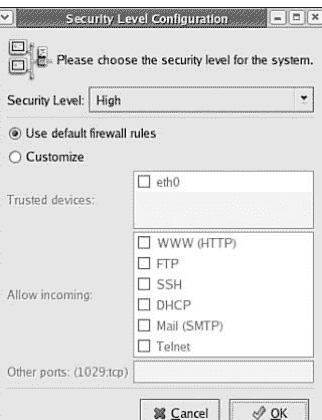 Security Level Configuration
Please choose the security level for the system.
Security Level: High
Use default firewall rules
Customize
Trusted devices:
eth0
Allow incoming:
WWW (HTTP)
FTP
SSH
DHCP
Mail (SMTP)
Telnet
Other ports: (1029:tcp)
Cancel
OK